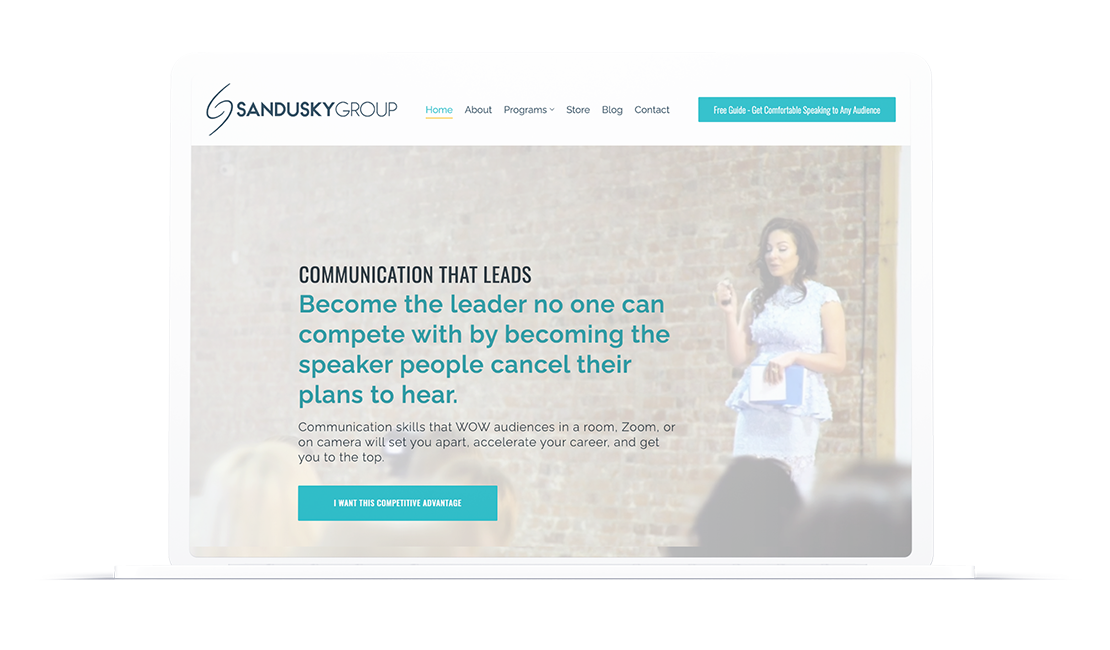 SANDUSKYGROUP
Home About Programs Store Blog Contact
Free Guide - Get Comfortable Speaking to Any Audience
COMMUNICATION THAT LEADS
Become the leader no one can
compete with by becoming the
speaker people cancel their
plans to hear.
Communication skills that WOW audiences in a room, Zoom, or
on camera will set you apart, accelerate your career, and get
you to the top.
I WANT THIS COMPETITIVE ADVANTAGE